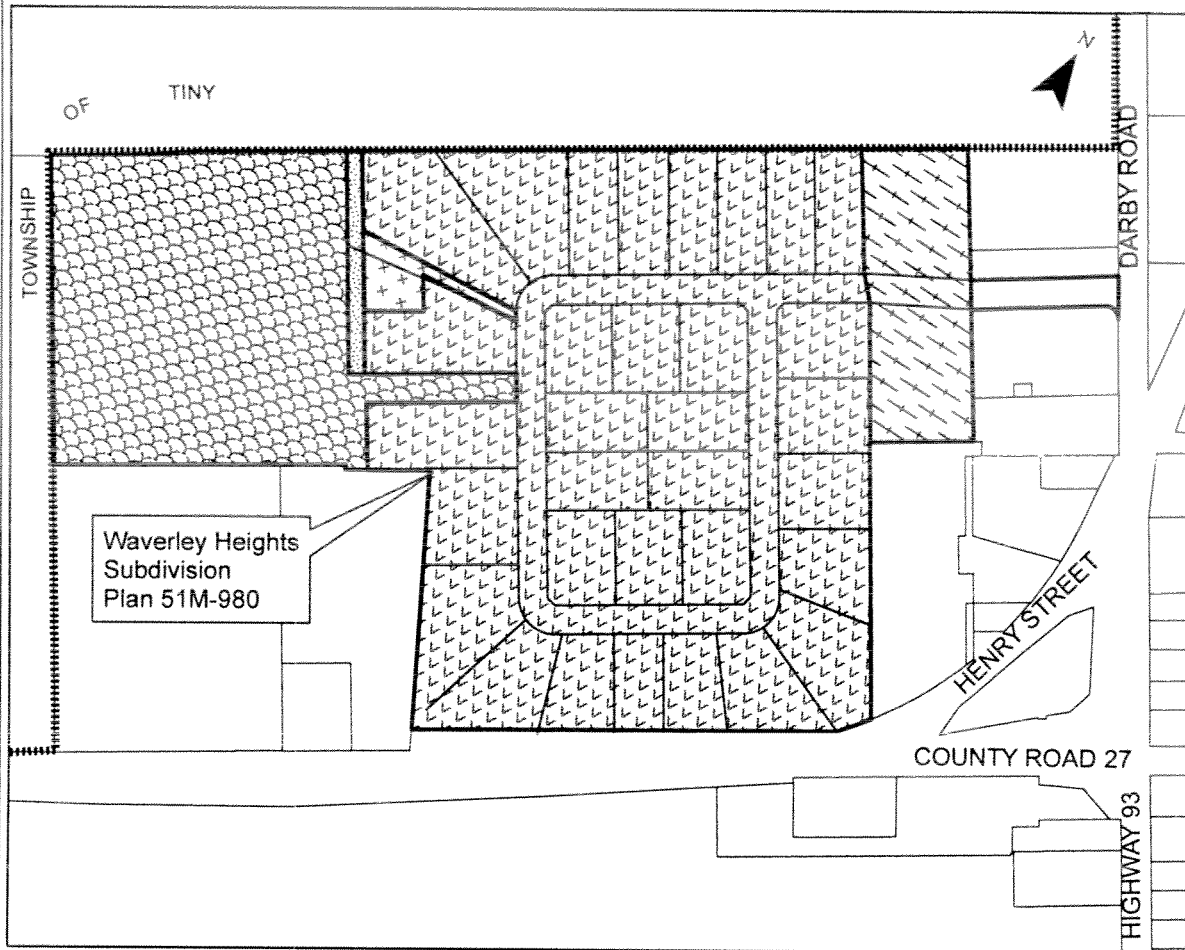 OF TINY
N
TOWNSHIP
DARBY ROAD
Waverley Heights
Subdivision
Plan 51M-980
HENRY STREET
COUNTY ROAD 27
HIGHWAY 93